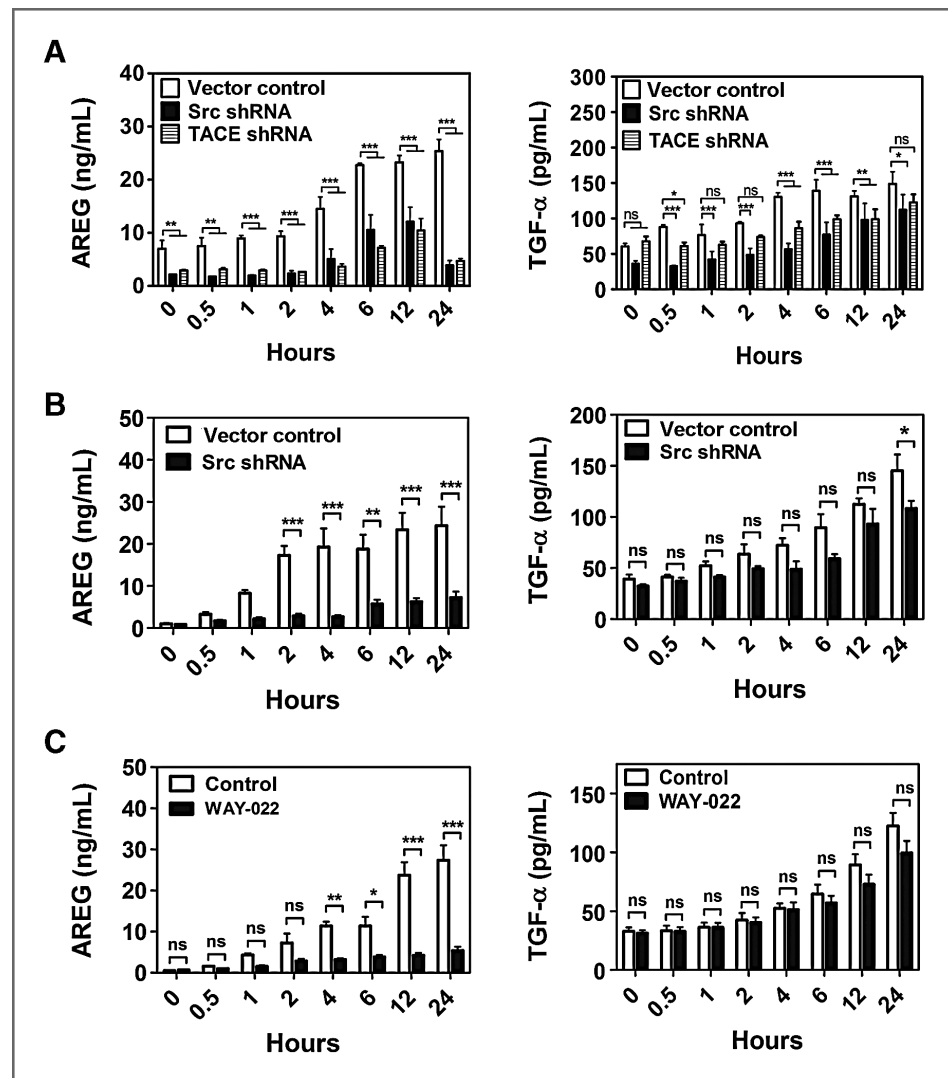 A
AREG (ng/mL)
40
30
20
10
0
Vector control
Src shRNA
TACE shRNA
** ** *** *** *** *** *** ***
0 0.5 1 2 4 6 12 24
Hours
TGF-α (pg/mL)
300
250
200
150
100
50
0
Vector control
Src shRNA
TACE shRNA
ns * *** ns *** ns *** *** *** ** ns *
0 0.5 1 2 4 6 12 24
Hours
B
AREG (ng/mL)
50
40
30
20
10
0
Vector control
Src shRNA
*** *** ** *** ***
0 0.5 1 2 4 6 12 24
Hours
TGF-α (pg/mL)
200
150
100
50
0
Vector control
Src shRNA
ns ns ns ns ns ns ns *
0 0.5 1 2 4 6 12 24
Hours
C
AREG (ng/mL)
50
40
30
20
10
0
Control
WAY-022
ns ns ns ns ** * *** ***
0 0.5 1 2 4 6 12 24
Hours
TGF-α (pg/mL)
150
100
50
0
Control
WAY-022
ns ns ns ns ns ns ns ns
0 0.5 1 2 4 6 12 24
Hours